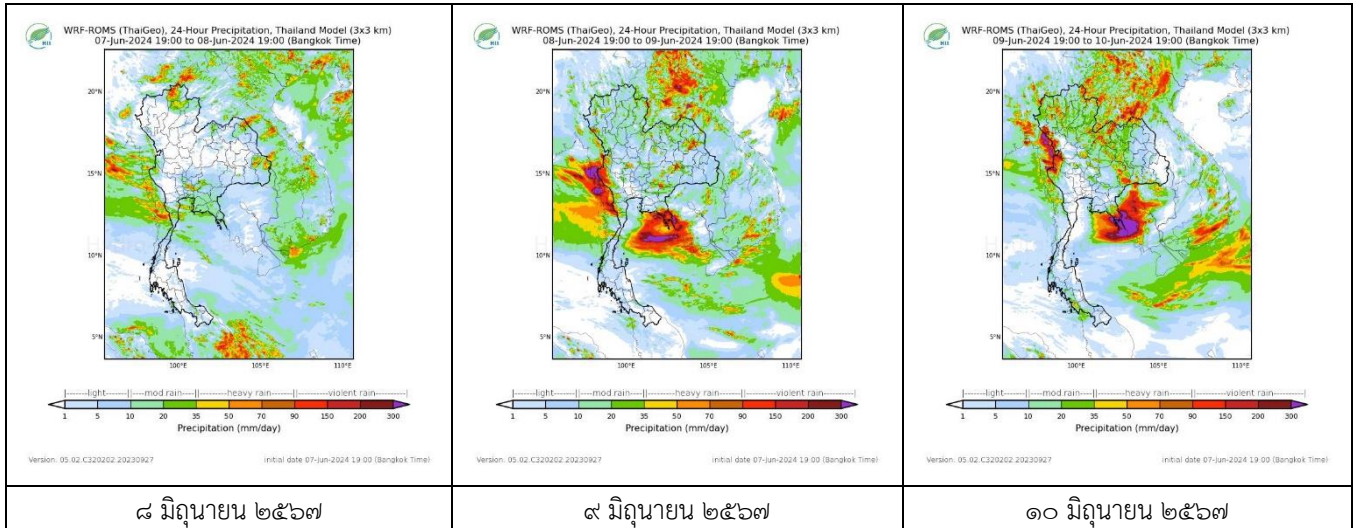 WRF-ROMS (ThaiGeo), 24-Hour Precipitation, Thailand Model (3x3 km)
07-Jun-2024 19:00 to 08-Jun-2024 19:00 (Bangkok Time)
20°N
15°N
10°N
5°N
100°E 105°E 110°E
light mod rain heavy rain violent rain
1 5 10 20 35 50 70 90 150 200 300
Precipitation (mm/day)
Version: 05.02.C320202.20230927 initial date 07-Jun-2024 19:00 (Bangkok Time)
๘ มิถุนายน ๒๕๖๗
WRF-ROMS (ThaiGeo), 24-Hour Precipitation, Thailand Model (3x3 km)
08-Jun-2024 19:00 to 09-Jun-2024 19:00 (Bangkok Time)
20°N
15°N
10°N
5°N
100°E 105°E 110°E
light mod rain heavy rain violent rain
1 5 10 20 35 50 70 90 150 200 300
Precipitation (mm/day)
Version: 05.02.C320202.20230927 initial date 07-Jun-2024 19:00 (Bangkok Time)
๙ มิถุนายน ๒๕๖๗
WRF-ROMS (ThaiGeo), 24-Hour Precipitation, Thailand Model (3x3 km)
09-Jun-2024 19:00 to 10-Jun-2024 19:00 (Bangkok Time)
20°N
15°N
10°N
5°N
100°E 105°E 110°E
light mod rain heavy rain violent rain
1 5 10 20 35 50 70 90 150 200 300
Precipitation (mm/day)
Version: 05.02.C320202.20230927 initial date 07-Jun-2024 19:00 (Bangkok Time)
๑๐ มิถุนายน ๒๕๖๗